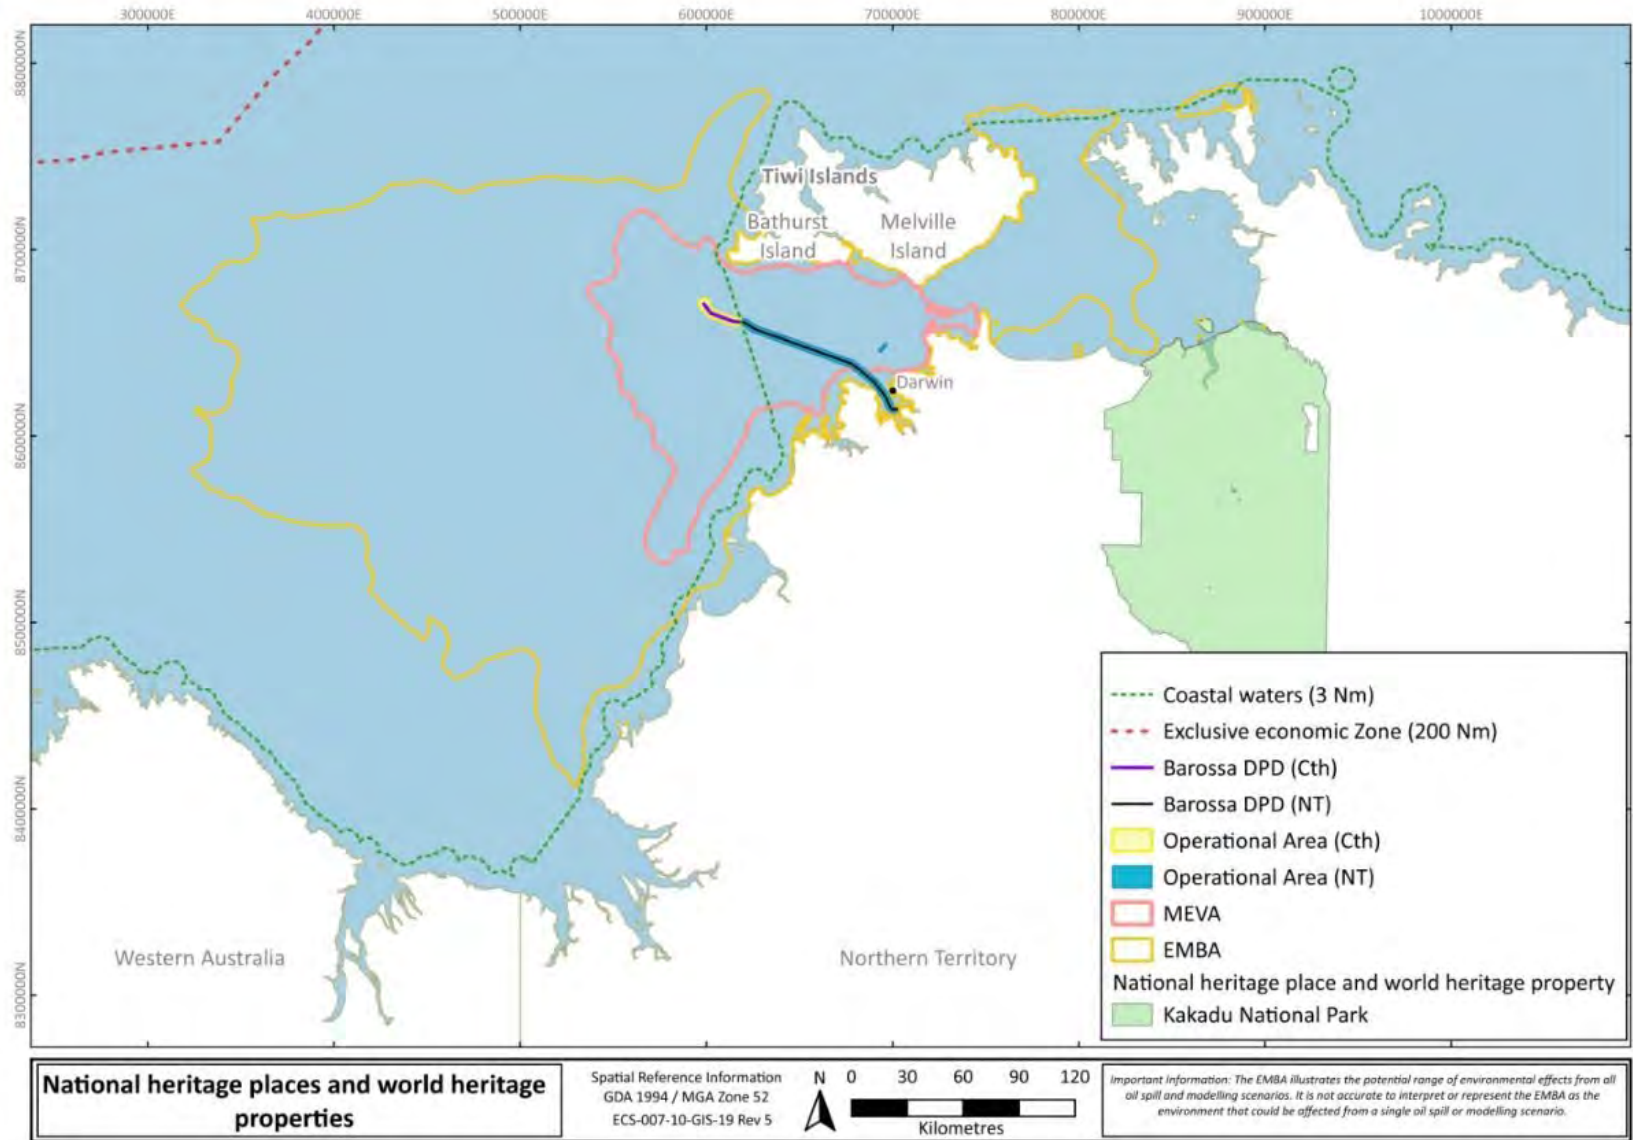 300000E 400000E 500000E 600000E 700000E 800000E 900000E 1000000E
8800000N
8700000N
8600000N
8500000N
8400000N
8300000N
Tiwi Islands
Bathurst
Island
Melville
Island
Darwin
Western Australia
Northern Territory
Coastal waters (3 Nm)
Exclusive economic Zone (200 Nm)
Barossa DPD (Cth)
Barossa DPD (NT)
Operational Area (Cth)
Operational Area (NT)
MEVA
EMBA
National heritage place and world heritage property
Kakadu National Park
National heritage places and world heritage
properties
Spatial Reference Information
GDA 1994 / MGA Zone 52
ECS-007-10-GIS-19 Rev 5
N
0 30 60 90 120
Kilometres
Important Information: The EMBA illustrates the potential range of environmental effects from all
oil spill and modelling scenarios. It is not accurate to interpret or represent the EMBA as the
environment that could be affected from a single oil spill or modelling scenario.